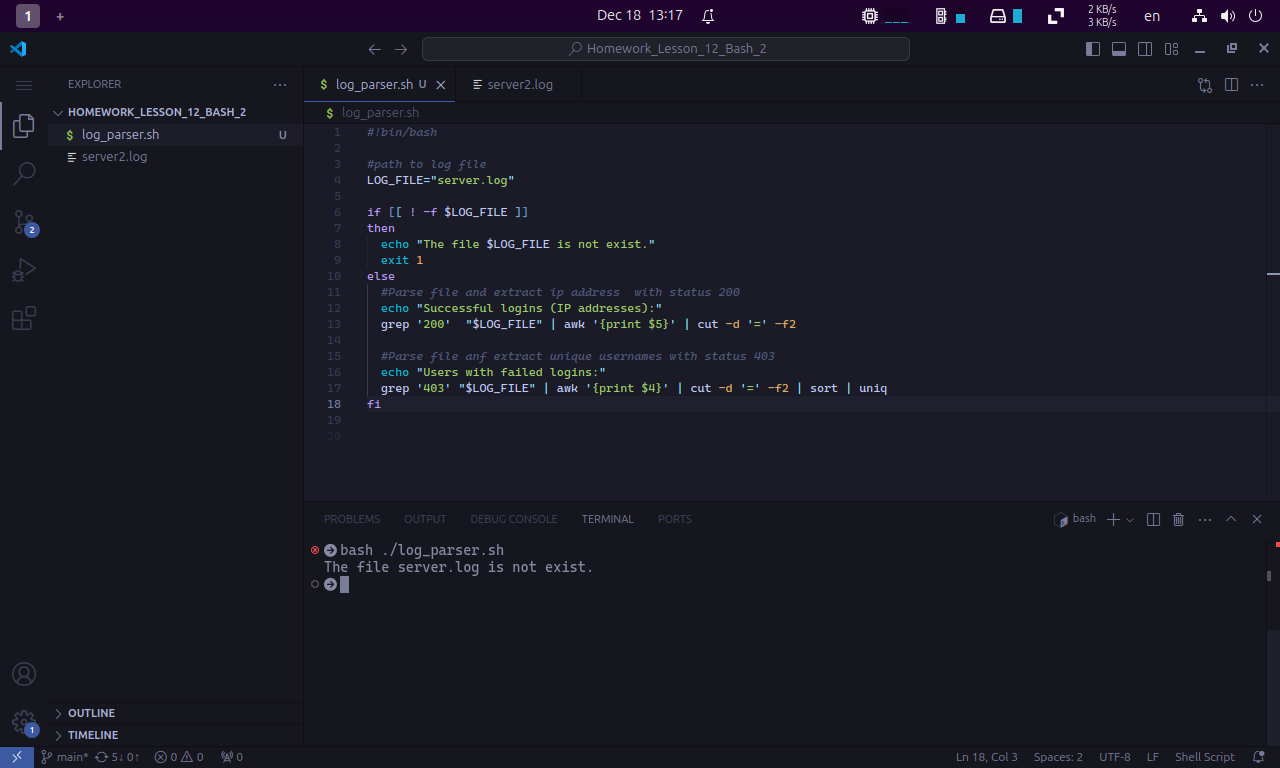 1 + Dec 18 13:17 2 KB/s 3 KB/s en
Homework_Lesson_12_Bash_2
EXPLORER
HOMEWORK_LESSON_12_BASH_2
log_parser.sh U
server2.log
2
OUTLINE
TIMELINE
1
log_parser.sh U server2.log
log_parser.sh
1 #!bin/bash
2
3 #path to log file
4 LOG_FILE="server.log"
5
6 if [[ ! -f $LOG_FILE ]]
7 then
8 echo "The file $LOG_FILE is not exist."
9 exit 1
10 else
11 #Parse file and extract ip address  with status 200
12 echo "Successful logins (IP addresses):"
13 grep '200'  "$LOG_FILE" | awk '{print $5}' | cut -d '=' -f2
14
15 #Parse file anf extract unique usernames with status 403
16 echo "Users with failed logins:"
17 grep '403' "$LOG_FILE" | awk '{print $4}' | cut -d '=' -f2 | sort | uniq
18 fi
19
20
PROBLEMS OUTPUT DEBUG CONSOLE TERMINAL PORTS bash
bash ./log_parser.sh
The file server.log is not exist.
main* 5↓ 0↑ 0 0 0 Ln 18, Col 3 Spaces: 2 UTF-8 LF Shell Script